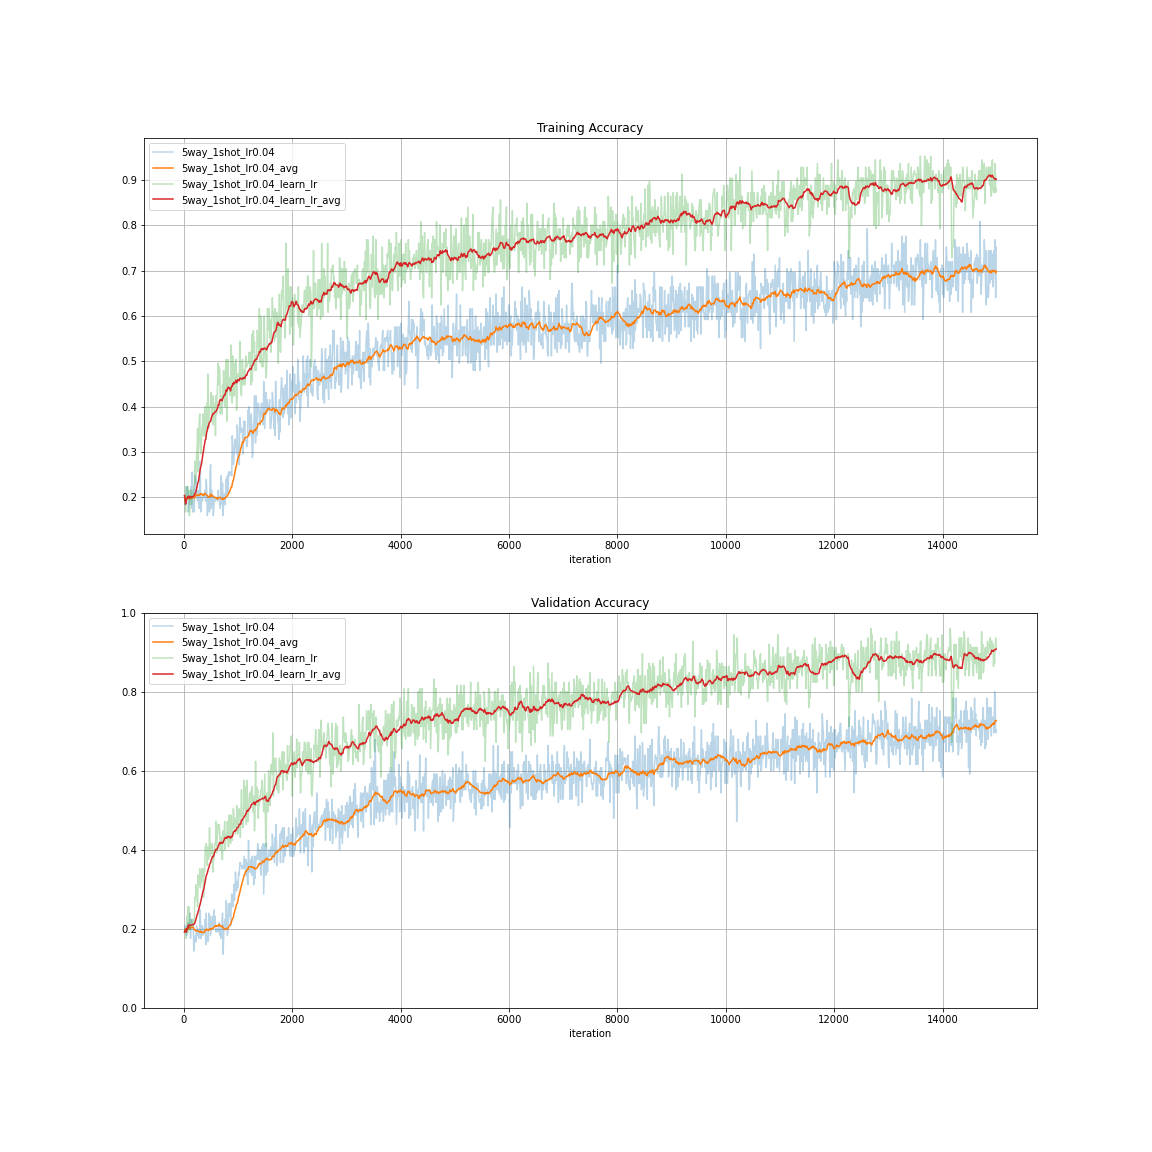 Training Accuracy
5way_1shot_lr0.04
5way_1shot_lr0.04_avg
5way_1shot_lr0.04_learn_lr
5way_1shot_lr0.04_learn_lr_avg
0.9
0.8
0.7
0.6
0.5
0.4
0.3
0.2
0 2000 4000 6000 8000 10000 12000 14000
iteration
Validation Accuracy
1.0
5way_1shot_lr0.04
5way_1shot_lr0.04_avg
5way_1shot_lr0.04_learn_lr
5way_1shot_lr0.04_learn_lr_avg
0.8
0.6
0.4
0.2
0.0
0 2000 4000 6000 8000 10000 12000 14000
iteration